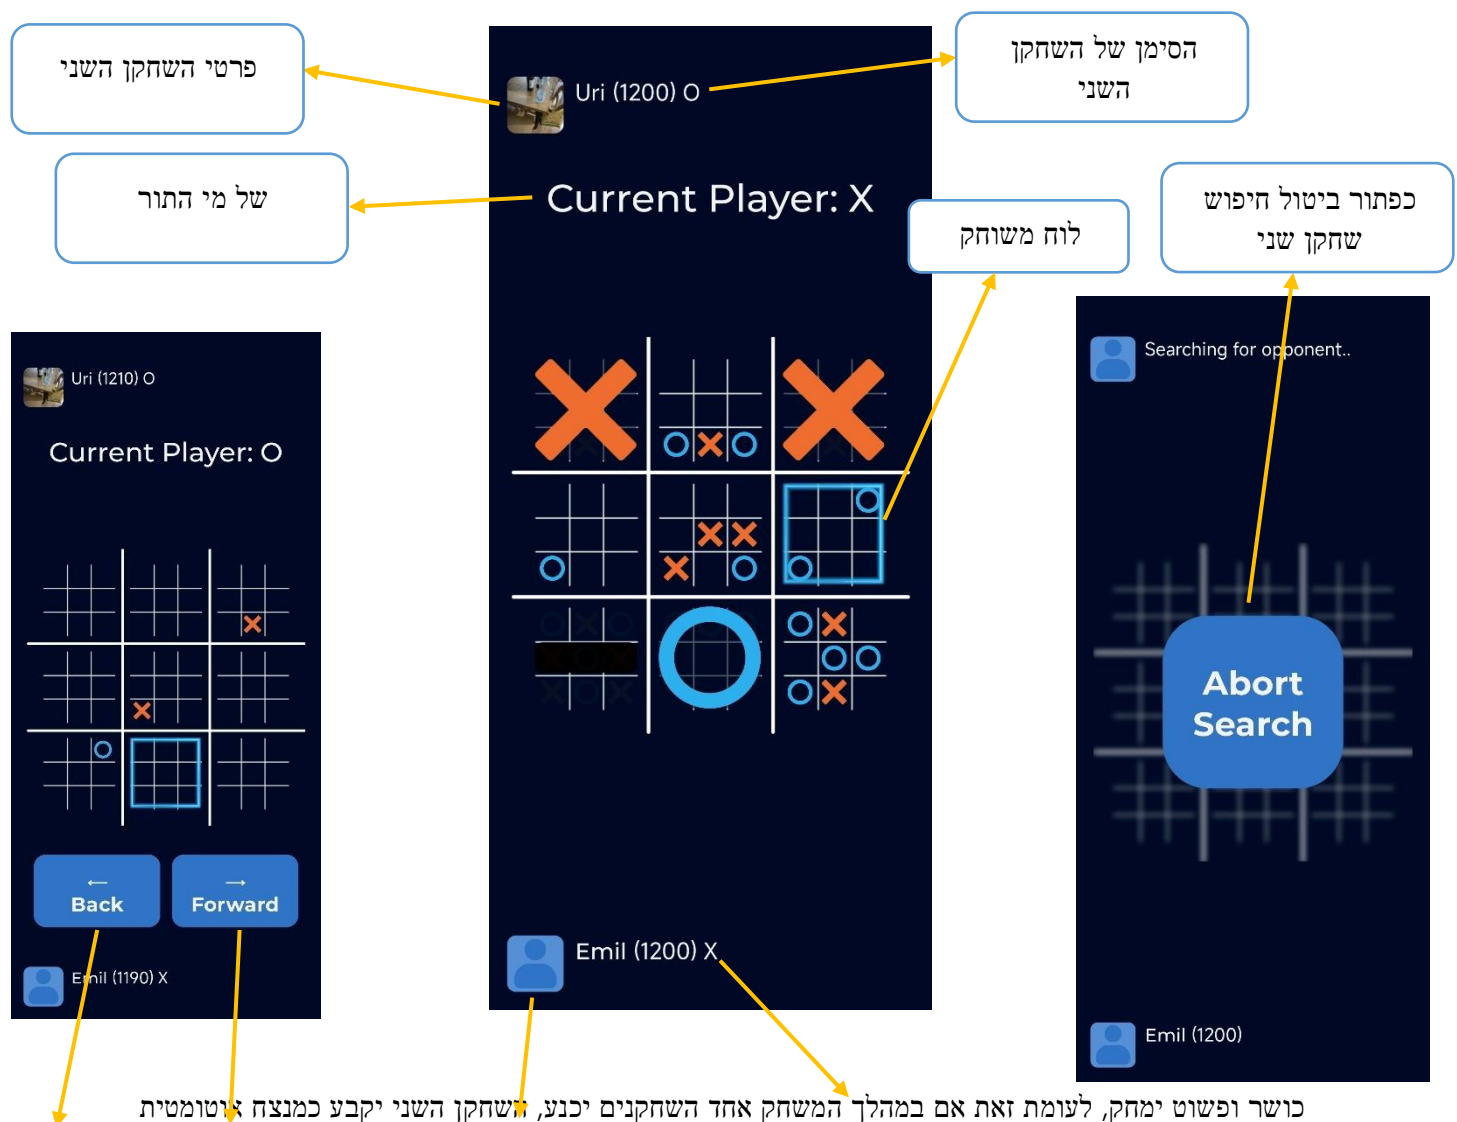 פרטי השחקן השני
Uri (1200) O
הסימן של השחקן
השני
של מי התור
Current Player: X
לוח משוחק
כפתור ביטול חיפוש
שחקן שני
Uri (1210) O
Current Player: O
← Back
→ Forward
Emil (1190) X
Emil (1200) X
Searching for opponent..
Abort
Search
Emil (1200)
כושר ופשוט ימחק, לעומת זאת אם במהלך המשחק אחד השחקנים יכנע, השחקן השני יקבע כמנצח אוטומטית